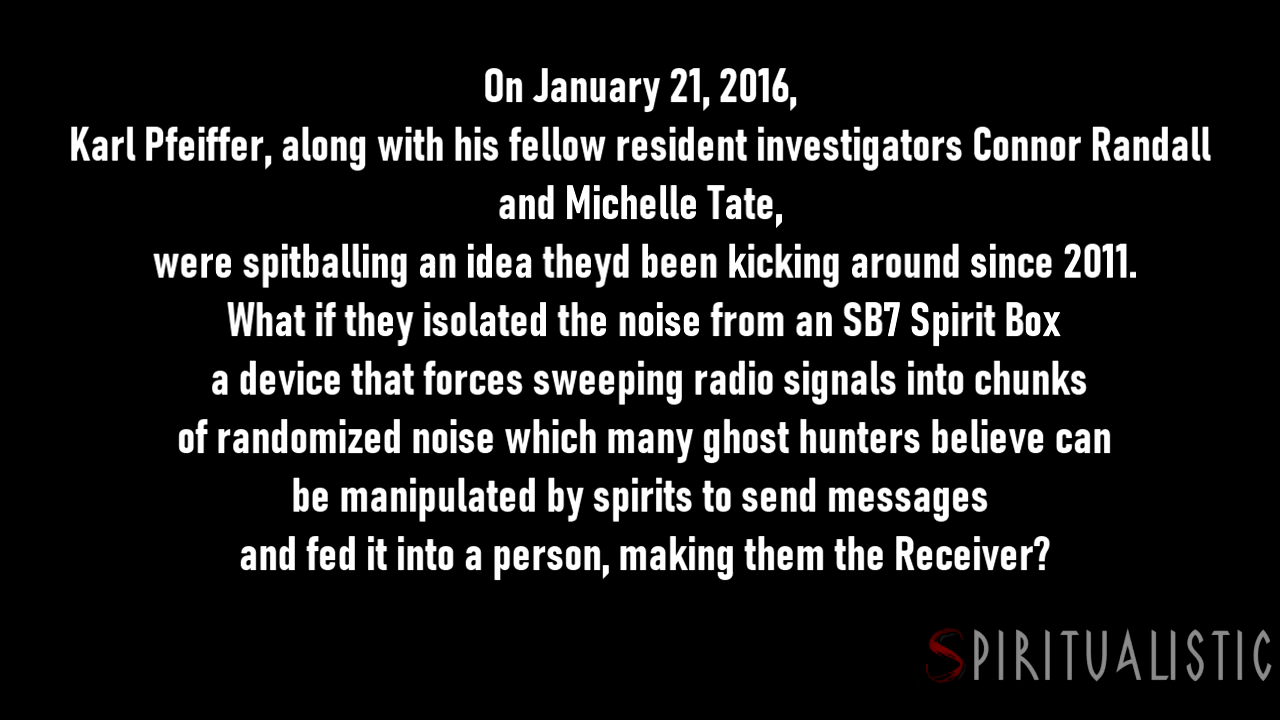 On January 21, 2016,
Karl Pfeiffer, along with his fellow resident investigators Connor Randall
and Michelle Tate,
were spitballing an idea theyd been kicking around since 2011.
What if they isolated the noise from an SB7 Spirit Box
a device that forces sweeping radio signals into chunks
of randomized noise which many ghost hunters believe can
be manipulated by spirits to send messages
and fed it into a person, making them the Receiver?
SPIRITUALISTIC